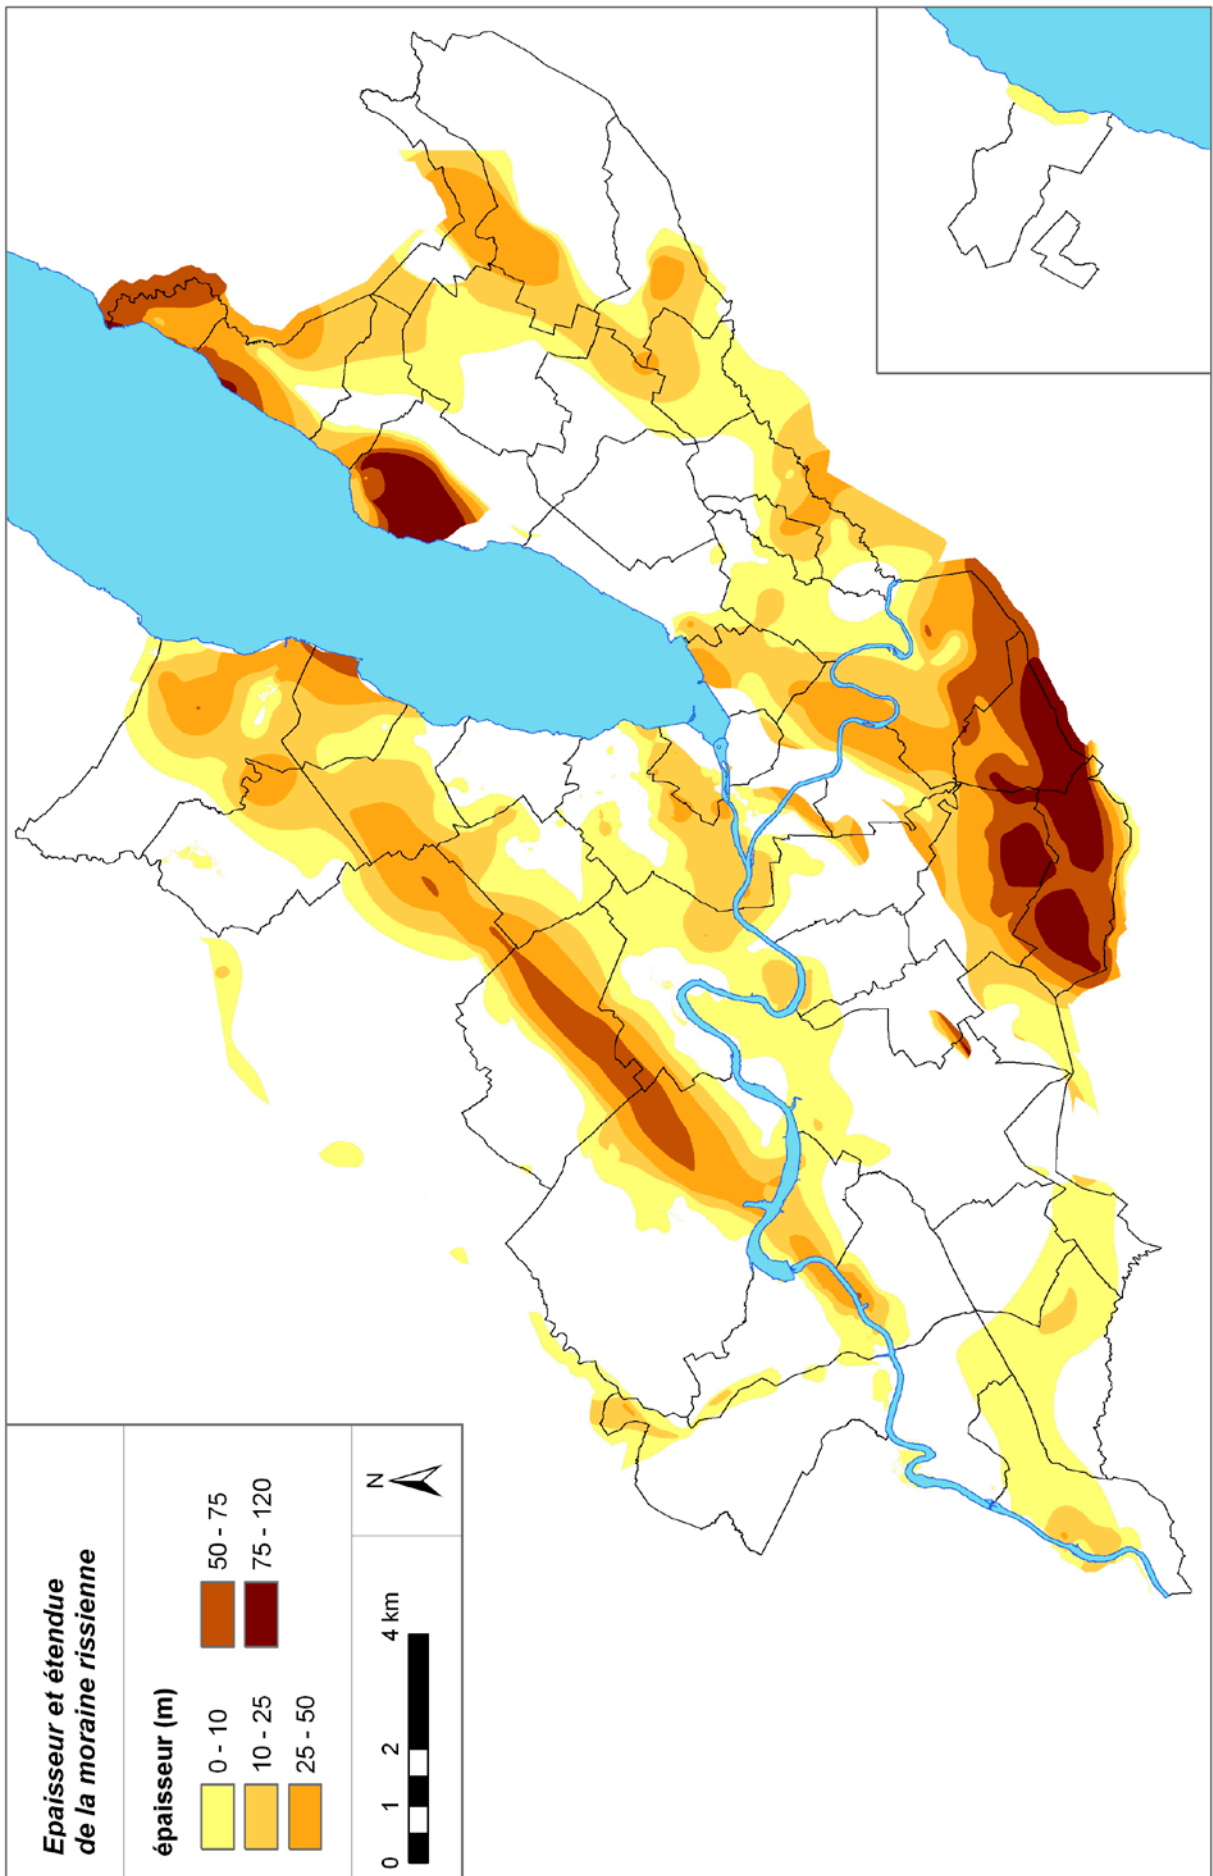 Epaisseur et étendue
de la moraine rissienne
épaisseur (m)
0 - 10
10 - 25
25 - 50
50 - 75
75 - 120
0 1 2 4 km
N